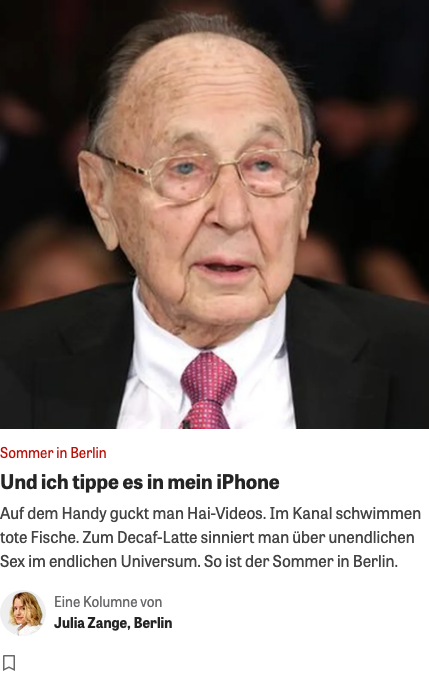 Sommer in Berlin
Und ich tippe es in mein iPhone
Auf dem Handy guckt man Hai-Videos. Im Kanal schwimmen
tote Fische. Zum Decaf-Latte sinniert man über unendlichen
Sex im endlichen Universum. So ist der Sommer in Berlin.
Eine Kolumne von
Julia Zange, Berlin